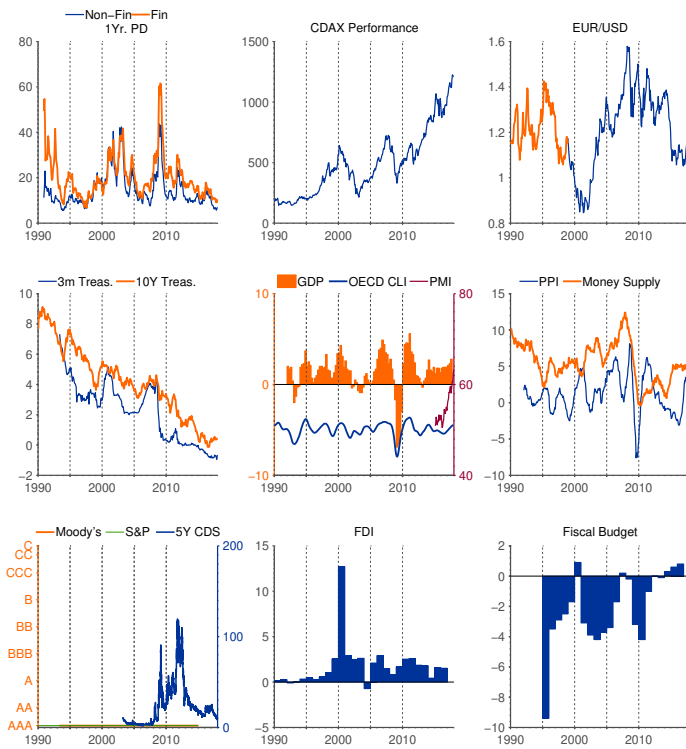 Non-Fin Fin
1Yr. PD
80
60
40
20
0
1990 2000 2010
CDAX Performance
1500
1000
500
0
1990 2000 2010
EUR/USD
1.6
1.4
1.2
1
0.8
1990 2000 2010
3m Treas. 10Y Treas.
10
8
6
4
2
0
−2
1990 2000 2010
GDP OECD CLI PMI
10 80
0 60
−10 40
1990 2000 2010
PPI Money Supply
15
10
5
0
−5
−10
1990 2000 2010
Moody's S&P 5Y CDS
C 200
CC
CCC
B
BB 100
BBB
A
AA
AAA 0
1990 2000 2010
FDI
15
10
5
0
−5
1990 2000 2010
Fiscal Budget
2
0
−2
−4
−6
−8
−10
1990 2000 2010